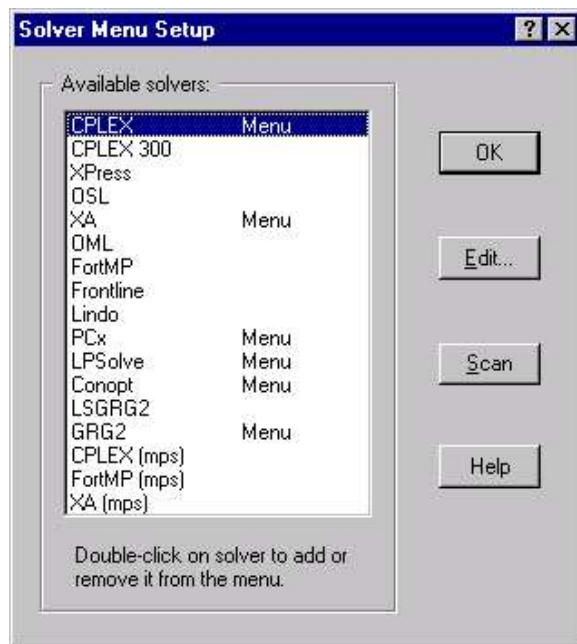 Solver Menu Setup
Available solvers:
CPLEX Menu
CPLEX 300
XPress
OSL
XA Menu
OML
FortMP
Frontline
Lindo
PCx Menu
LPSolve Menu
Conopt Menu
LSGRG2
GRG2 Menu
CPLEX (mps)
FortMP (mps)
XA (mps)
Double-click on solver to add or
remove it from the menu.
OK
Edit...
Scan
Help